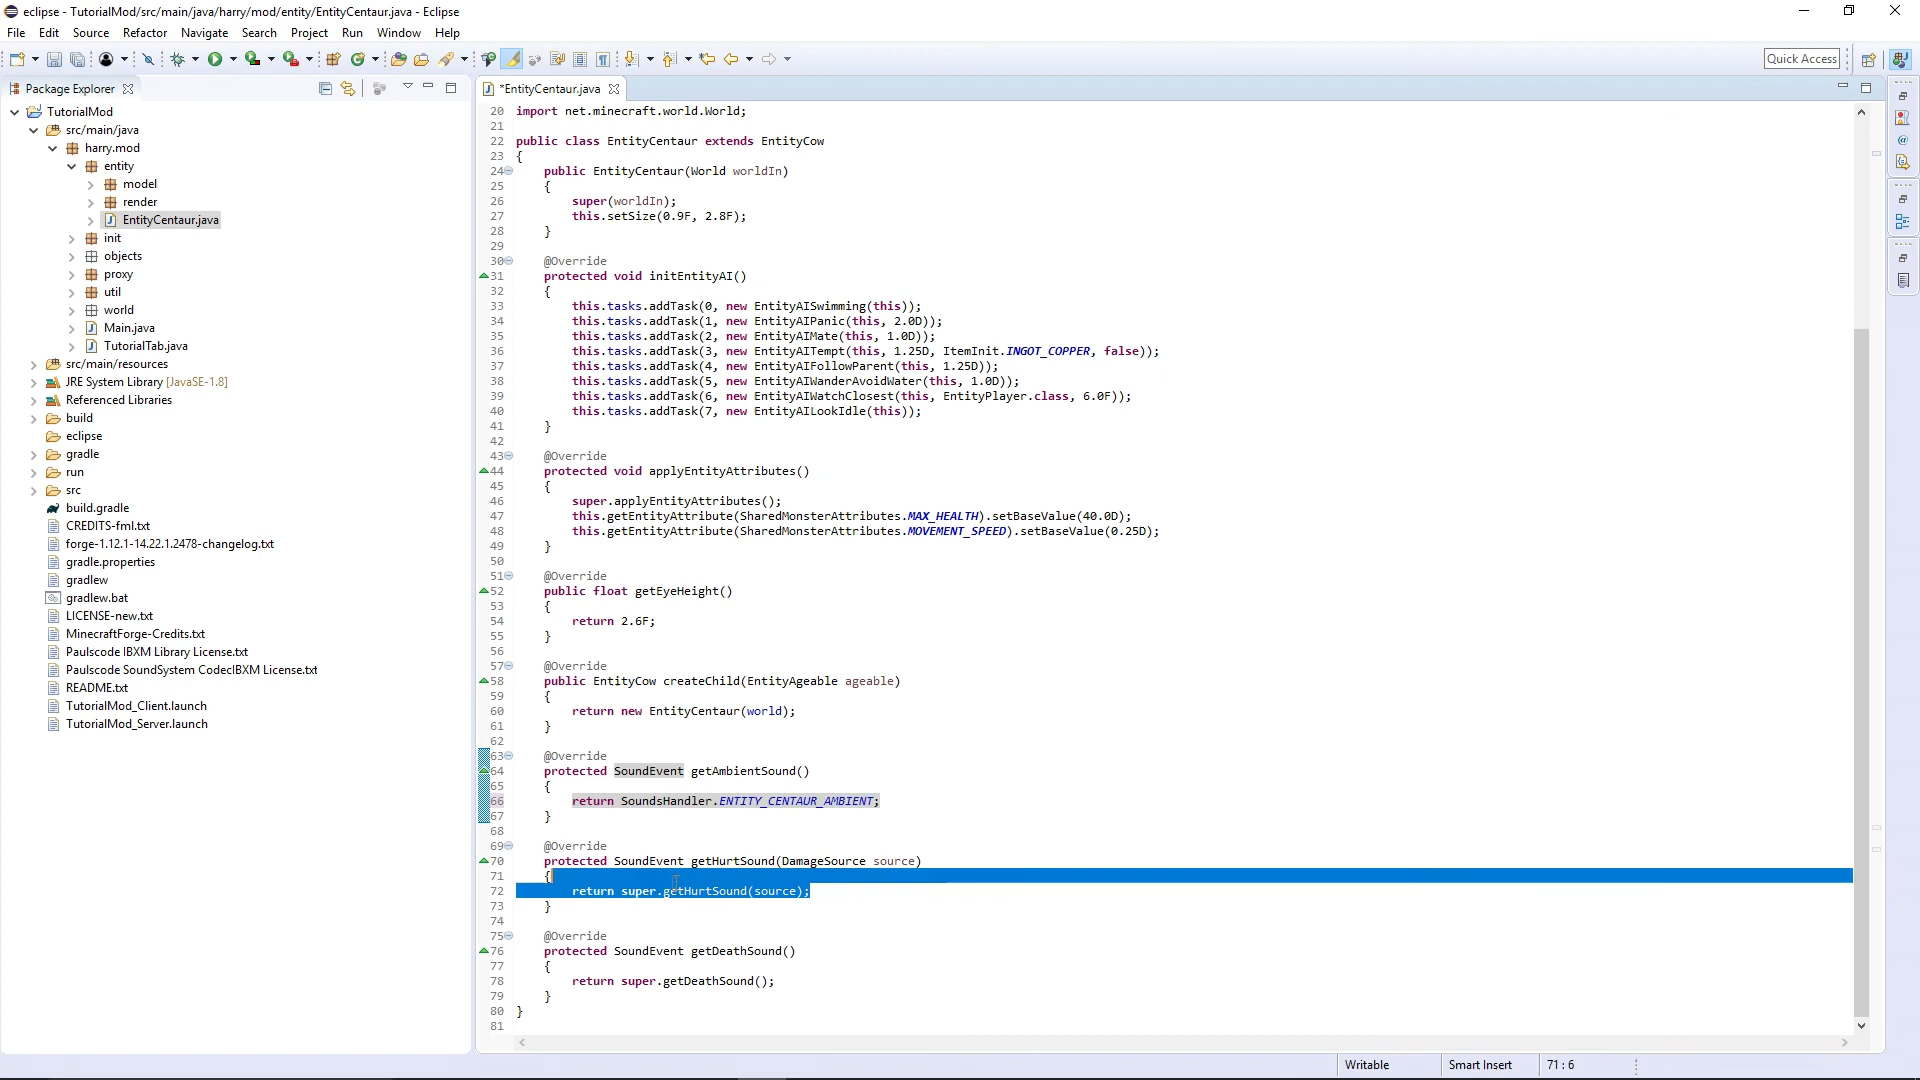 eclipse - TutorialMod/src/main/java/harry/mod/entity/EntityCentaur.java - Eclipse
File Edit Source Refactor Navigate Search Project Run Window Help
Quick Access
Package Explorer
*EntityCentaur.java
TutorialMod
src/main/java
harry.mod
entity
model
render
EntityCentaur.java
init
objects
proxy
util
world
Main.java
TutorialTab.java
src/main/resources
JRE System Library [JavaSE-1.8]
Referenced Libraries
build
eclipse
gradle
run
src
build.gradle
CREDITS-fml.txt
forge-1.12.1-14.22.1.2478-changelog.txt
gradle.properties
gradlew
gradlew.bat
LICENSE-new.txt
MinecraftForge-Credits.txt
Paulscode IBXM Library License.txt
Paulscode SoundSystem CodecIBXM License.txt
README.txt
TutorialMod_Client.launch
TutorialMod_Server.launch
20 import net.minecraft.world.World;
21
22 public class EntityCentaur extends EntityCow
23 {
24 public EntityCentaur(World worldIn)
25 {
26 super(worldIn);
27 this.setSize(0.9F, 2.8F);
28 }
29
30 @Override
31 protected void initEntityAI()
32 {
33 this.tasks.addTask(0, new EntityAISwimming(this));
34 this.tasks.addTask(1, new EntityAIPanic(this, 2.0D));
35 this.tasks.addTask(2, new EntityAIMate(this, 1.0D));
36 this.tasks.addTask(3, new EntityAITempt(this, 1.25D, ItemInit.INGOT_COPPER, false));
37 this.tasks.addTask(4, new EntityAIFollowParent(this, 1.25D));
38 this.tasks.addTask(5, new EntityAIWanderAvoidWater(this, 1.0D));
39 this.tasks.addTask(6, new EntityAIWatchClosest(this, EntityPlayer.class, 6.0F));
40 this.tasks.addTask(7, new EntityAILookIdle(this));
41 }
42
43 @Override
44 protected void applyEntityAttributes()
45 {
46 super.applyEntityAttributes();
47 this.getEntityAttribute(SharedMonsterAttributes.MAX_HEALTH).setBaseValue(40.0D);
48 this.getEntityAttribute(SharedMonsterAttributes.MOVEMENT_SPEED).setBaseValue(0.25D);
49 }
50
51 @Override
52 public float getEyeHeight()
53 {
54 return 2.6F;
55 }
56
57 @Override
58 public EntityCow createChild(EntityAgeable ageable)
59 {
60 return new EntityCentaur(world);
61 }
62
63 @Override
64 protected SoundEvent getAmbientSound()
65 {
66 return SoundsHandler.ENTITY_CENTAUR_AMBIENT;
67 }
68
69 @Override
70 protected SoundEvent getHurtSound(DamageSource source)
71 {
72 return super.getHurtSound(source);
73 }
74
75 @Override
76 protected SoundEvent getDeathSound()
77 {
78 return super.getDeathSound();
79 }
80 }
81
Writable Smart Insert 71 : 6